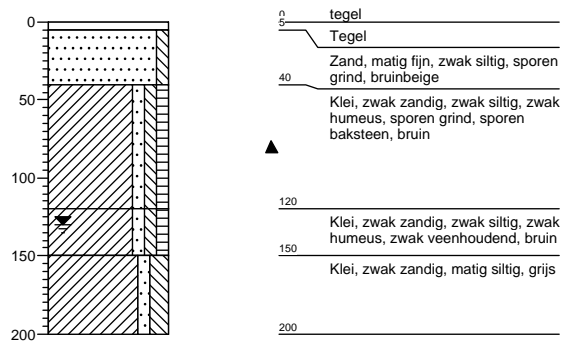 0
50
100
150
200
0
tegel
5
Tegel
Zand, matig fijn, zwak siltig, sporen
grind, bruinbeige
40
Klei, zwak zandig, zwak siltig, zwak
humeus, sporen grind, sporen
baksteen, bruin
120
Klei, zwak zandig, zwak siltig, zwak
humeus, zwak veenhoudend, bruin
150
Klei, zwak zandig, matig siltig, grijs
200